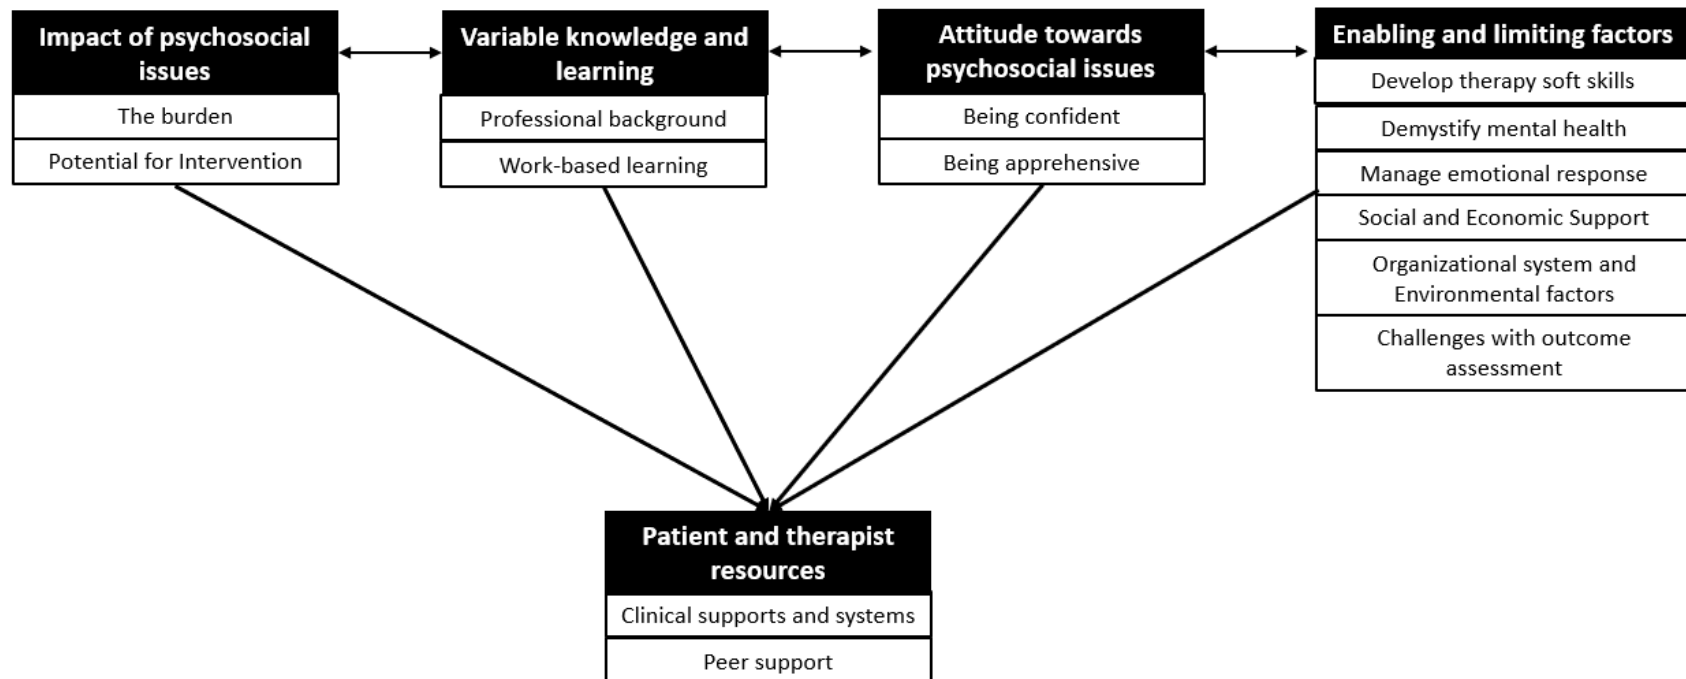 Impact of psychosocial
issues
The burden
Potential for Intervention
Variable knowledge and
learning
Professional background
Work-based learning
Attitude towards
psychosocial issues
Being confident
Being apprehensive
Enabling and limiting factors
Develop therapy soft skills
Demystify mental health
Manage emotional response
Social and Economic Support
Organizational system and
Environmental factors
Challenges with outcome
assessment
Patient and therapist
resources
Clinical supports and systems
Peer support